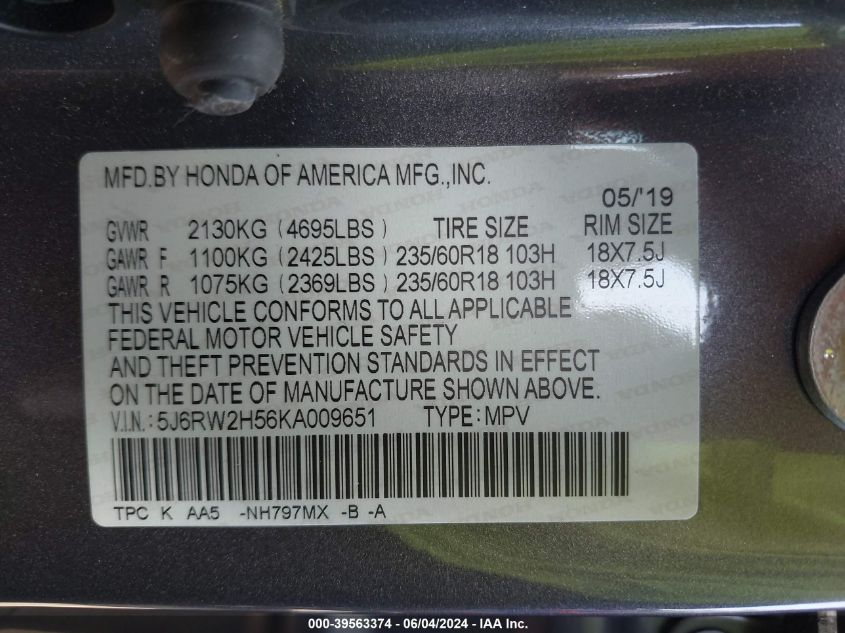 MFD.BY HONDA OF AMERICA MFG.,INC.
05/'19
GVWR 2130KG (4695LBS) TIRE SIZE RIM SIZE
GAWR F 1100KG (2425LBS) 235/60R18 103H 18X7.5J
GAWR R 1075KG (2369LBS) 235/60R18 103H 18X7.5J
THIS VEHICLE CONFORMS TO ALL APPLICABLE
FEDERAL MOTOR VEHICLE SAFETY
AND THEFT PREVENTION STANDARDS IN EFFECT
ON THE DATE OF MANUFACTURE SHOWN ABOVE.
V.I.N.: 5J6RW2H56KA009651 TYPE: MPV
TPC K AA5 -NH797MX -B -A
000-39563374 - 06/04/2024 - IAA Inc.